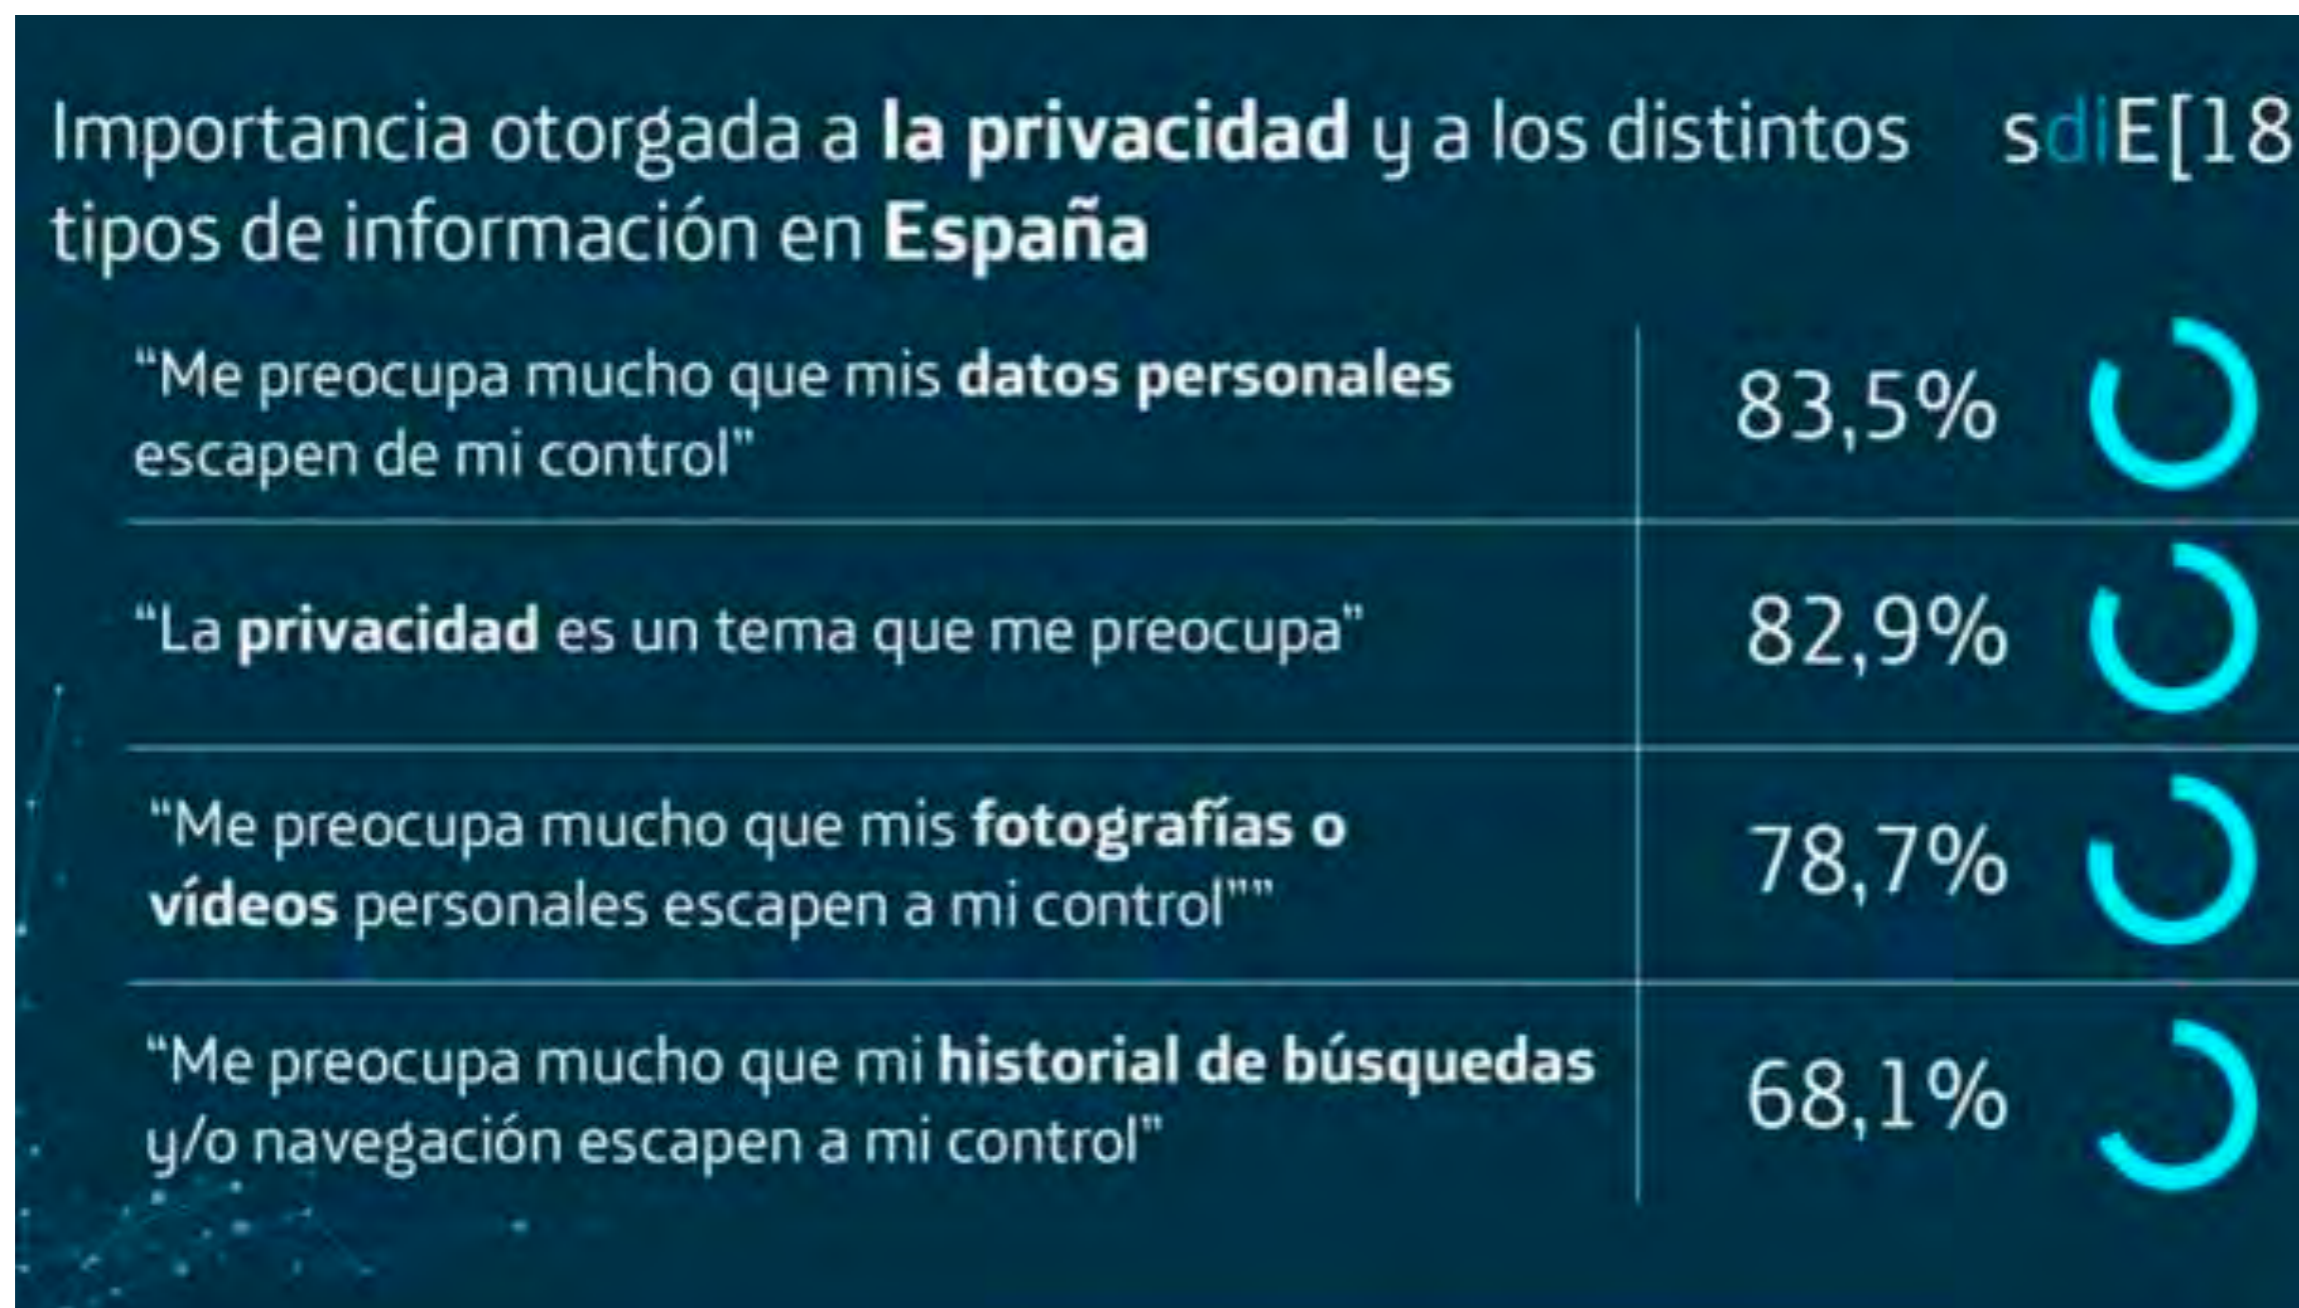 Importancia otorgada a la privacidad y a los distintos
tipos de información en España
sdiE[18
“Me preocupa mucho que mis datos personales
escapen de mi control”
83,5%
“La privacidad es un tema que me preocupa”
82,9%
“Me preocupa mucho que mis fotografías o
vídeos personales escapen a mi control””
78,7%
“Me preocupa mucho que mi historial de búsquedas
y/o navegación escapen a mi control”
68,1%